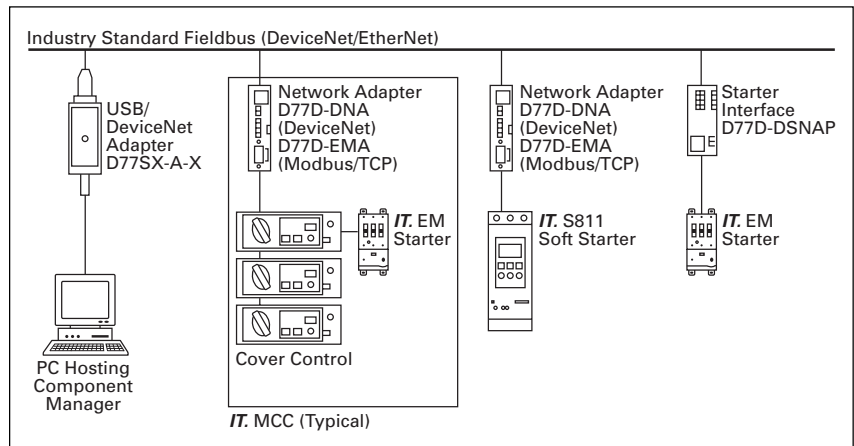 Industry Standard Fieldbus (DeviceNet/EtherNet)
USB/
DeviceNet
Adapter
D77SX-A-X
PC Hosting
Component
Manager
Network Adapter
D77D-DNA
(DeviceNet)
D77D-EMA
(Modbus/TCP)
IT. EM
Starter
Cover Control
IT. MCC (Typical)
Network Adapter
D77D-DNA
(DeviceNet)
D77D-EMA
(Modbus/TCP)
IT. S811
Soft Starter
Starter
Interface
D77D-DSNAP
E
IT. EM
Starter